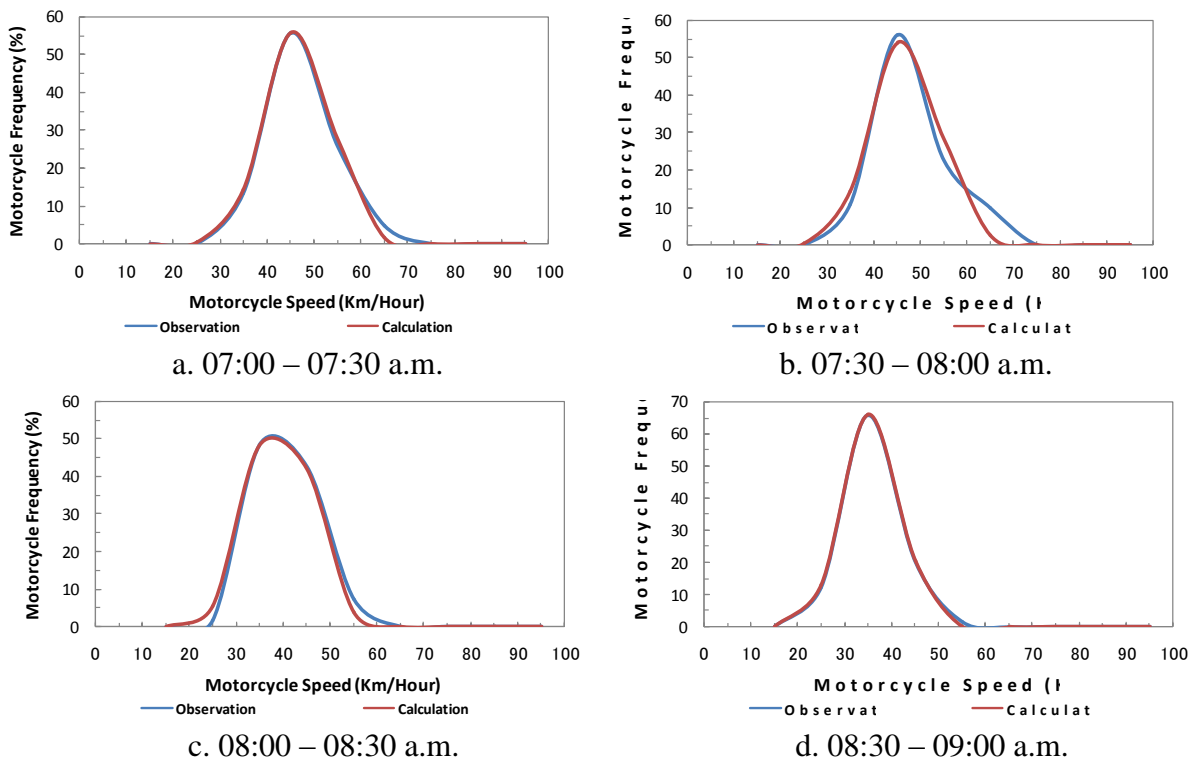 60
50
40
30
20
10
0
Motorcycle Frequency (%)
0 10 20 30 40 50 60 70 80 90 100
Motorcycle Speed (Km/Hour)
Observation Calculation
a. 07:00 – 07:30 a.m.
60
50
40
30
20
10
0
Motorcycle Frequ
0 10 20 30 40 50 60 70 80 90 100
Motorcycle Speed (
Observat Calculat
b. 07:30 – 08:00 a.m.
60
50
40
30
20
10
0
Motorcycle Frequency (%)
0 10 20 30 40 50 60 70 80 90 100
Motorcycle Speed (Km/Hour)
Observation Calculation
c. 08:00 – 08:30 a.m.
70
60
50
40
30
20
10
0
Motorcycle Frequ
0 10 20 30 40 50 60 70 80 90 100
Motorcycle Speed (
Observat Calculat
d. 08:30 – 09:00 a.m.